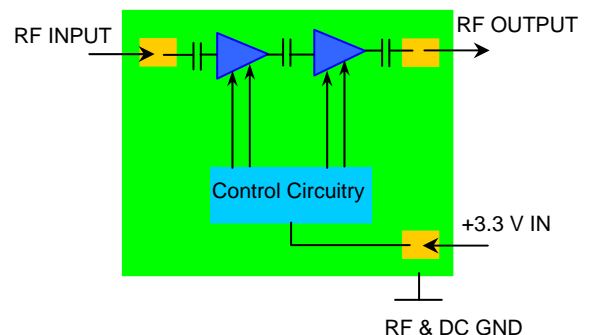 RF INPUT
RF OUTPUT
Control Circuitry
+3.3 V IN
RF & DC GND